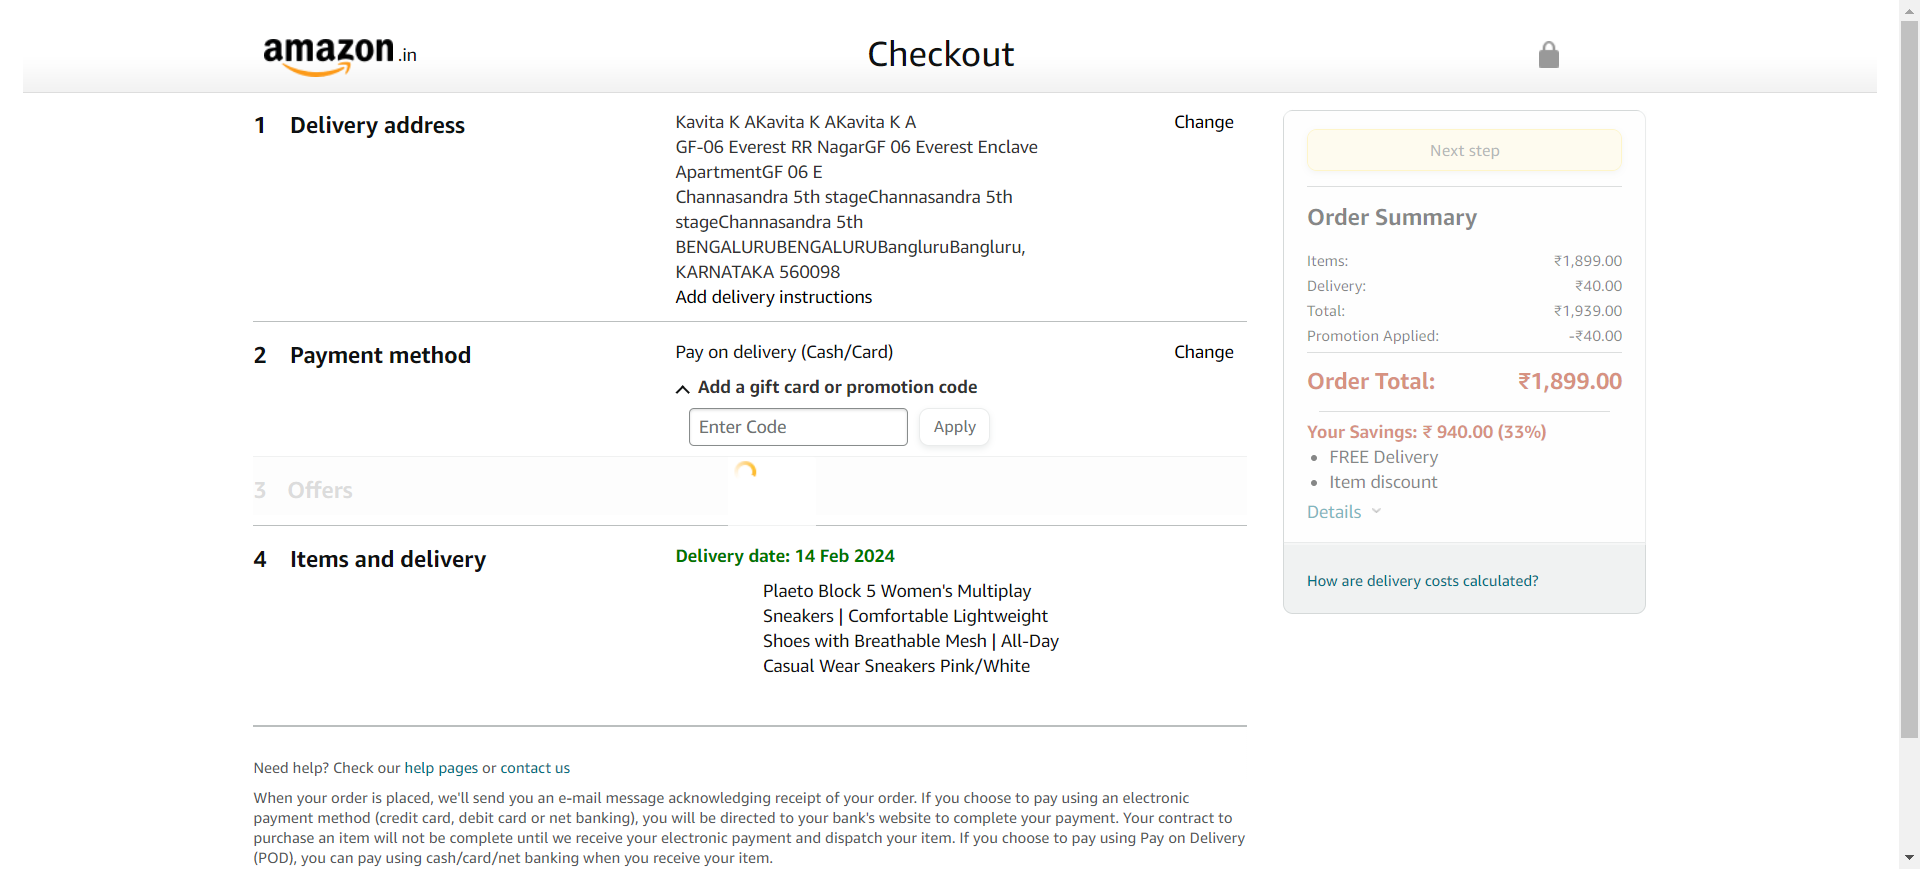 amazon.in
Checkout
1 Delivery address
Kavita K AKavita K AKavita K A
Change
GF-06 Everest RR NagarGF 06 Everest Enclave
ApartmentGF 06 E
Channasandra 5th stageChannasandra 5th
stageChannasandra 5th
BENGALURUBENGALURUBangluruBangluru,
KARNATAKA 560098
Add delivery instructions
2 Payment method
Pay on delivery (Cash/Card)
Change
Add a gift card or promotion code
Enter Code
Apply
3 Offers
4 Items and delivery
Delivery date: 14 Feb 2024
Plaeto Block 5 Women's Multiplay
Sneakers | Comfortable Lightweight
Shoes with Breathable Mesh | All-Day
Casual Wear Sneakers Pink/White
Need help? Check our help pages or contact us
When your order is placed, we'll send you an e-mail message acknowledging receipt of your order. If you choose to pay using an electronic
payment method (credit card, debit card or net banking), you will be directed to your bank's website to complete your payment. Your contract to
purchase an item will not be complete until we receive your electronic payment and dispatch your item. If you choose to pay using Pay on Delivery
(POD), you can pay using cash/card/net banking when you receive your item.
Next step
Order Summary
Items: ₹1,899.00
Delivery: ₹40.00
Total: ₹1,939.00
Promotion Applied: -₹40.00
Order Total: ₹1,899.00
Your Savings: ₹ 940.00 (33%)
• FREE Delivery
• Item discount
Details
How are delivery costs calculated?